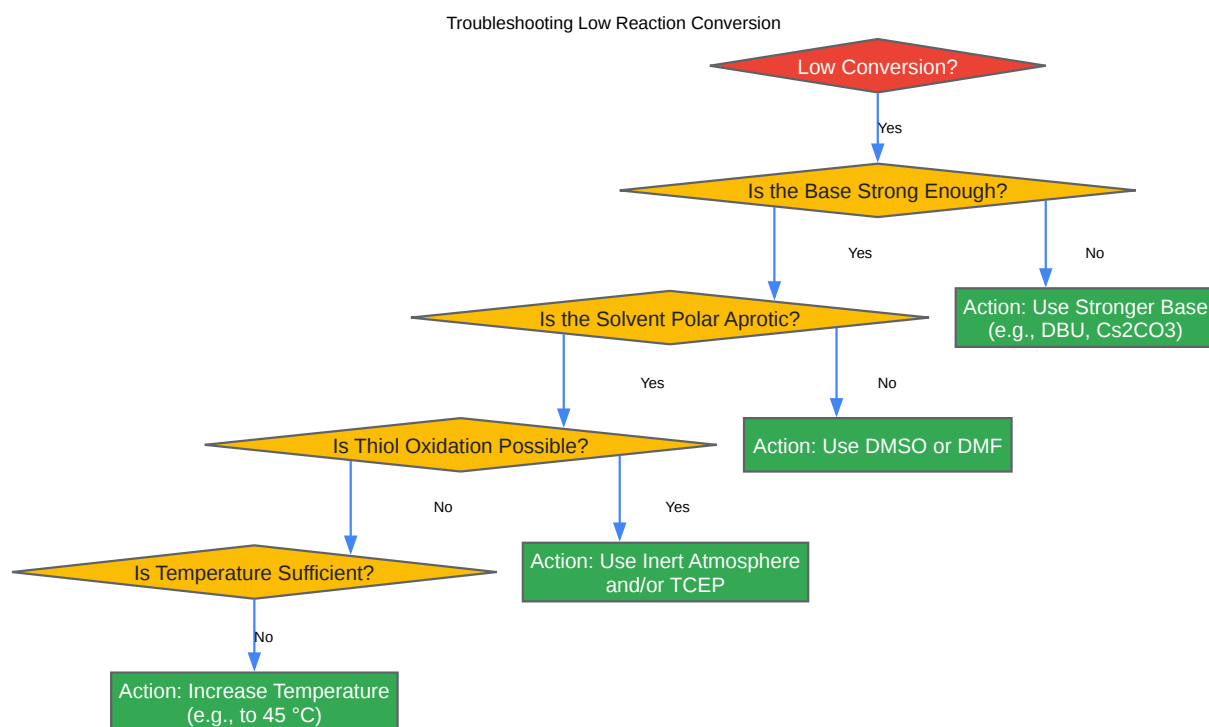 Troubleshooting Low Reaction Conversion
Low Conversion?
Yes
Is the Base Strong Enough?
Yes
No
Action: Use Stronger Base
(e.g., DBU, Cs2CO3)
Is the Solvent Polar Aprotic?
Yes
No
Action: Use DMSO or DMF
Is Thiol Oxidation Possible?
No
Yes
Action: Use Inert Atmosphere
and/or TCEP
Is Temperature Sufficient?
No
Action: Increase Temperature
(e.g., to 45 °C)